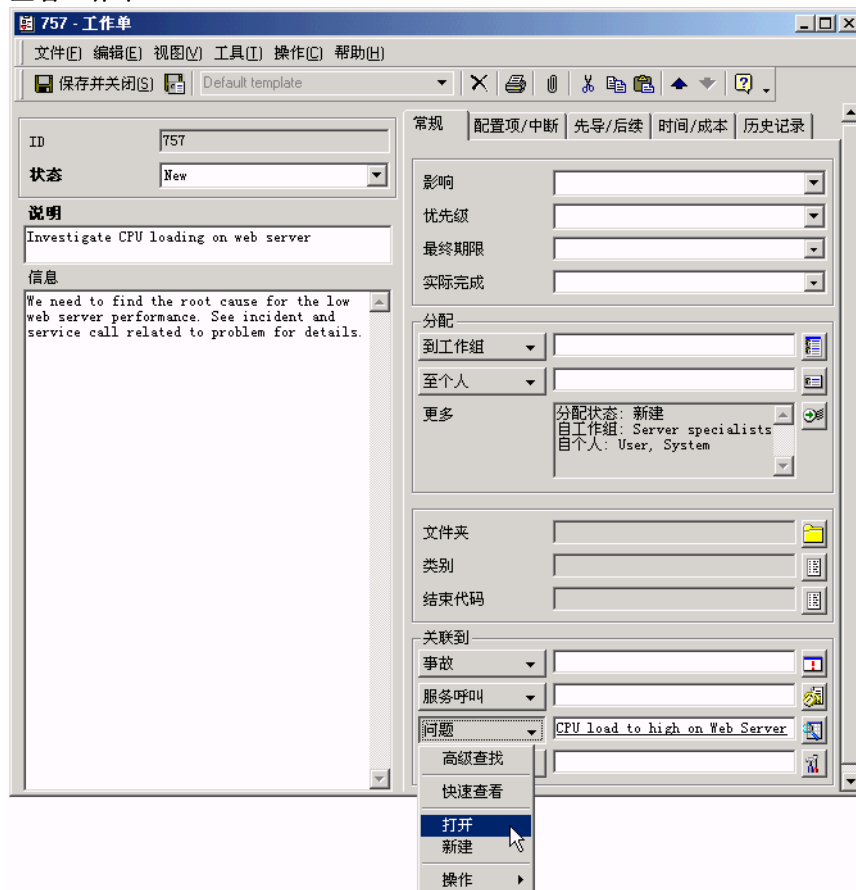 757 - 工作单
文件(F) 编辑(E) 视图(V) 工具(T) 操作(C) 帮助(H)
保存并关闭(S) Default template
ID 757
状态 New
说明
Investigate CPU loading on web server
信息
We need to find the root cause for the low
web server performance. See incident and
service call related to problem for details.
常规 配置项/中断 先导/后续 时间/成本 历史记录
影响
优先级
最终期限
实际完成
分配
到工作组
至个人
更多
分配状态: 新建
自工作组: Server specialists
自个人: User, System
文件夹
类别
结束代码
关联到
事故
服务呼叫
问题 CPU load to high on Web Server
高级查找
快速查看
打开
新建
操作